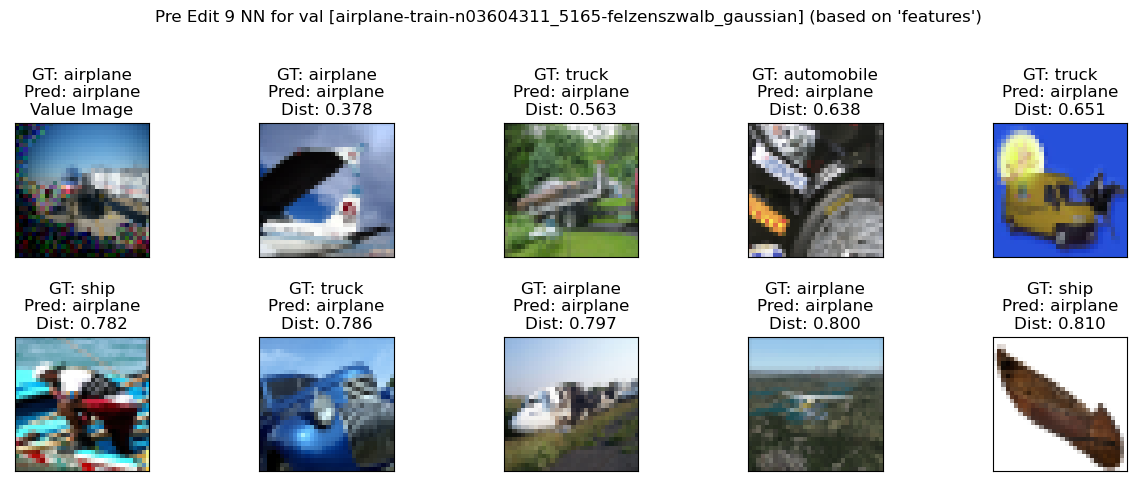 Pre Edit 9 NN for val [airplane-train-n03604311_5165-felzenszwalb_gaussian] (based on 'features')
GT: airplane
Pred: airplane
Value Image
GT: airplane
Pred: airplane
Dist: 0.378
GT: truck
Pred: airplane
Dist: 0.563
GT: automobile
Pred: airplane
Dist: 0.638
GT: truck
Pred: airplane
Dist: 0.651
GT: ship
Pred: airplane
Dist: 0.782
GT: truck
Pred: airplane
Dist: 0.786
GT: airplane
Pred: airplane
Dist: 0.797
GT: airplane
Pred: airplane
Dist: 0.800
GT: ship
Pred: airplane
Dist: 0.810